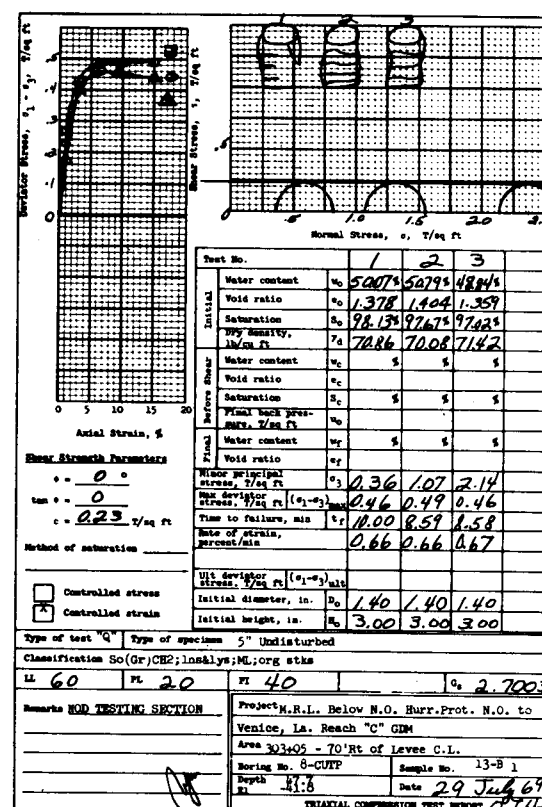 1 2 3
Deviator Stress, σ₁ - σ₃, T/sq ft
.5
.4
.3
.2
.1
0
Shear Stress, τ, T/sq ft
.5
0 .5 1.0 1.5 2.0
Normal Stress, σ, T/sq ft
0 5 10 15 20
Axial Strain, %
Shear Strength Parameters
φ = 0 °
tan φ = 0
c = 0.23 T/sq ft
Method of saturation
Controlled stress
X Controlled strain
Test No. 1 2 3
Initial
Water content w₀ 50.07% 50.79% 48.84%
Void ratio e₀ 1.378 1.404 1.359
Saturation S₀ 98.13% 97.67% 97.02%
Dry density, lb/cu ft γd 70.86 70.08 71.42
Before Shear
Water content wc % % %
Void ratio ec
Saturation Sc % % %
Final back pressure, T/sq ft u₀
Final
Water content wf % % %
Void ratio ef
Minor principal stress, T/sq ft σ₃ 0.36 1.07 2.14
Max deviator stress, T/sq ft (σ₁-σ₃)max 0.46 0.49 0.46
Time to failure, min tf 10.00 8.59 8.58
Rate of strain, percent/min 0.66 0.66 0.67
Ult deviator stress, T/sq ft (σ₁-σ₃)ult
Initial diameter, in. D₀ 1.40 1.40 1.40
Initial height, in. H₀ 3.00 3.00 3.00
Type of test "Q" Type of specimen 5" Undisturbed
Classification So(Gr)CH2;lns&lys;ML;org stks
LL 60 PL 20 PI 40 Gs 2.700
Remarks MOD TESTING SECTION
Project M.R.L. Below N.O. Hurr.Prot. N.O. to
Venice, La. Reach "C" GDM
Area 303+05 - 70'Rt of Levee C.L.
Boring No. 8-CUTP Sample No. 13-B 1
Depth El 47.7 -41.8 Date 29 July 69
TRIAXIAL COMPRESSION TEST REPORT